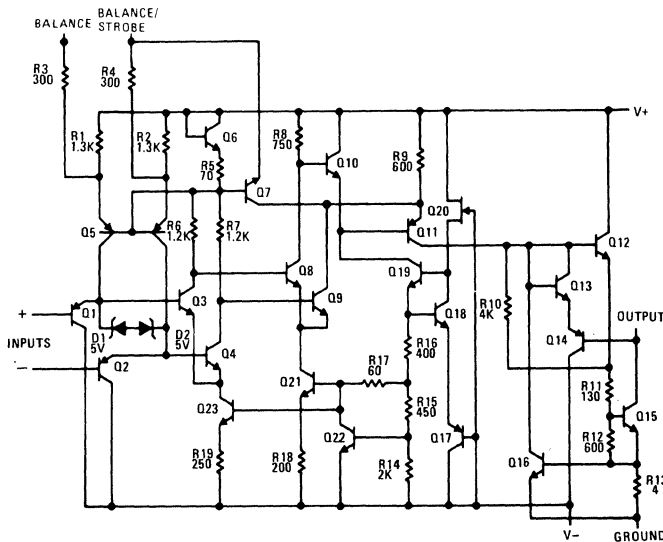 BALANCE
BALANCE/
STROBE
R3
300
R4
300
V+
R1
1.3K
R2
1.3K
Q6
R5
70
R8
750
Q10
R9
600
Q7
Q20
Q5
R6
1.2K
R7
1.2K
Q11
Q12
Q8
Q19
Q13
Q1
Q3
Q9
Q18
R10
4K
OUTPUT
+
D1
5V
D2
5V
Q14
INPUTS
R16
400
Q4
R17
60
–
Q2
Q21
R11
130
Q15
Q23
R15
450
R12
600
Q22
Q17
Q16
R19
250
R18
200
R14
2K
R13
4
V–
GROUND